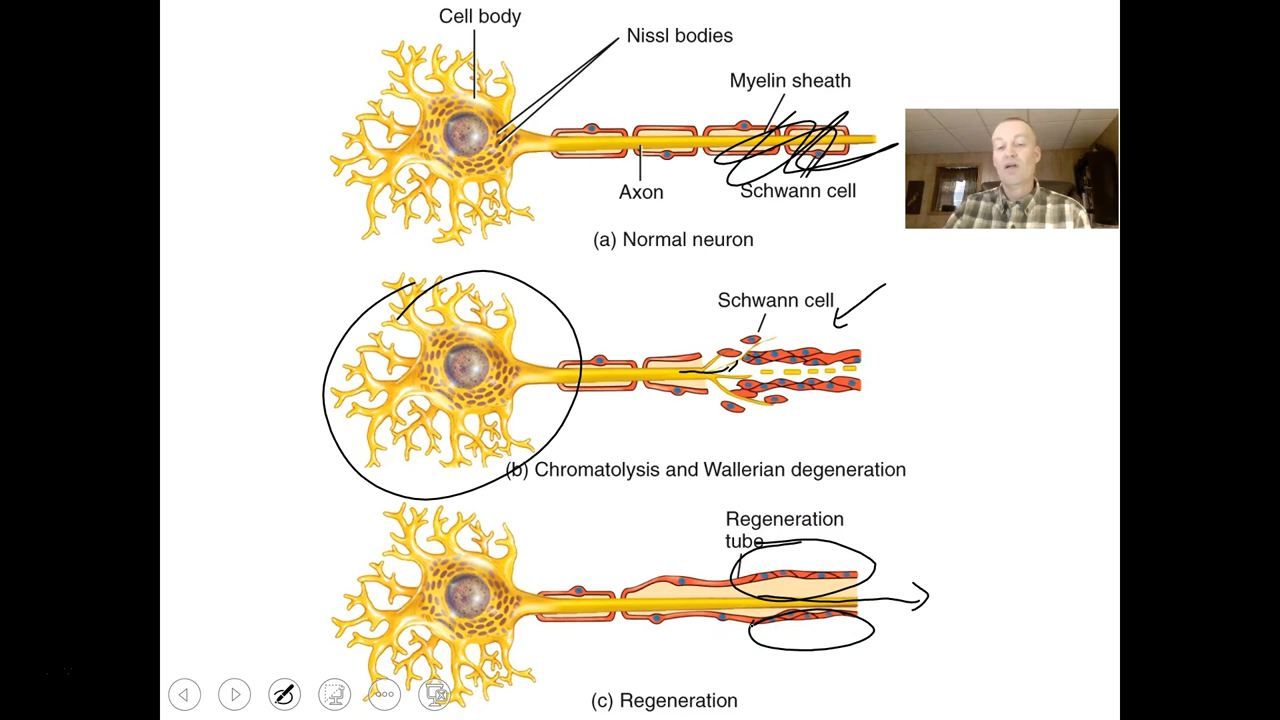 Cell body
Nissl bodies
Myelin sheath
Axon
Schwann cell
(a) Normal neuron
Schwann cell
(b) Chromatolysis and Wallerian degeneration
Regeneration
tube
(c) Regeneration